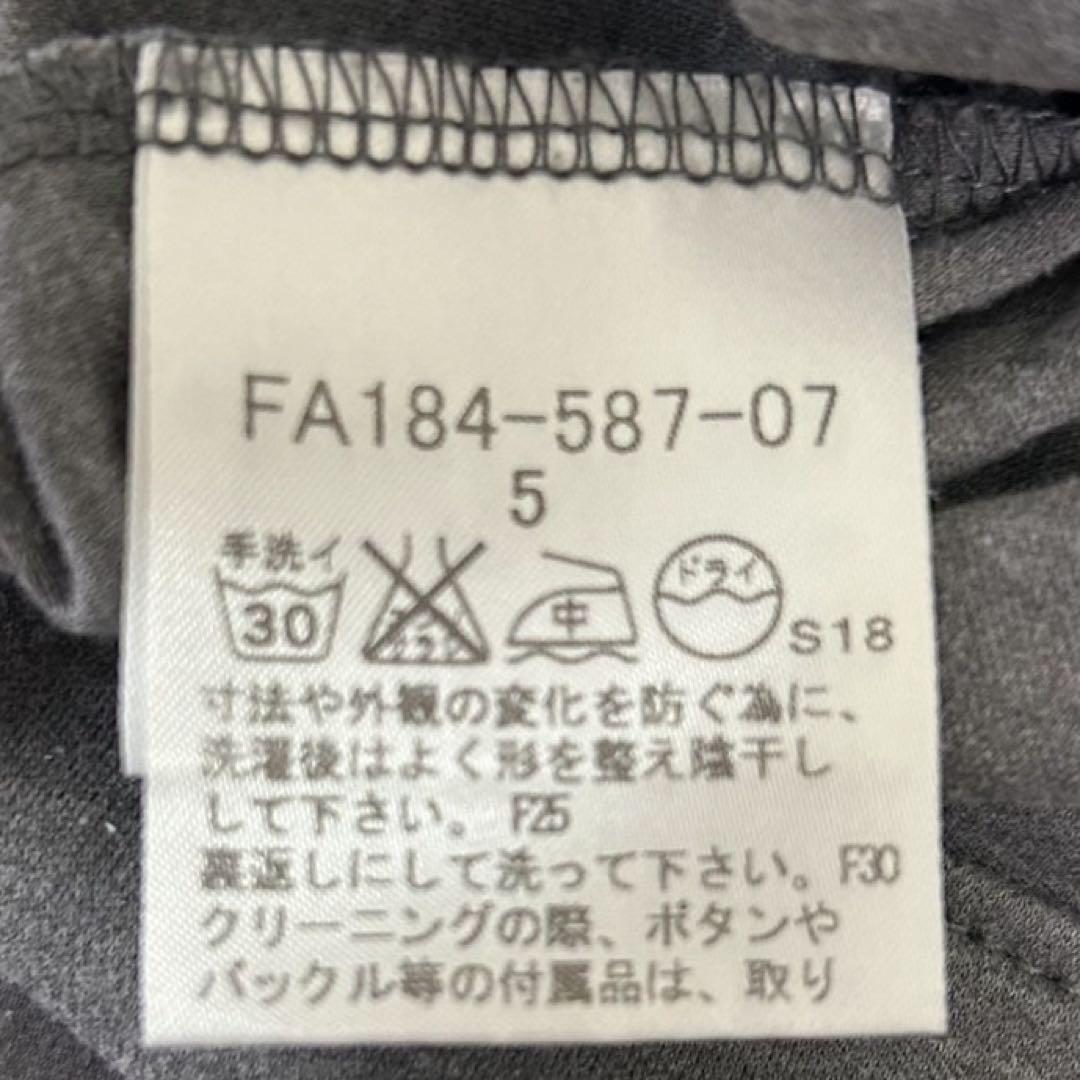 FA184-587-07
5
手洗イ
30
中
ドライ
S18
寸法や外観の変化を防ぐ為に、
洗濯後はよく形を整え陰干し
して下さい。 F25
裏返しにして洗って下さい。 F30
クリーニングの際、ボタンや
バックル等の付属品は、取り